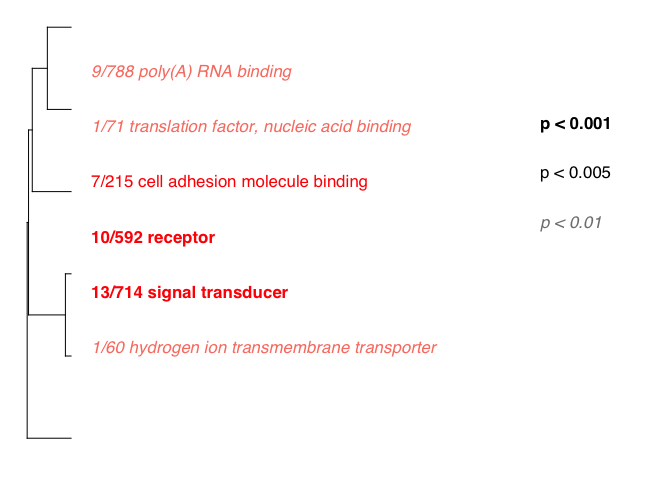 9/788 poly(A) RNA binding
1/71 translation factor, nucleic acid binding
7/215 cell adhesion molecule binding
10/592 receptor
13/714 signal transducer
1/60 hydrogen ion transmembrane transporter
p < 0.001
p < 0.005
p < 0.01